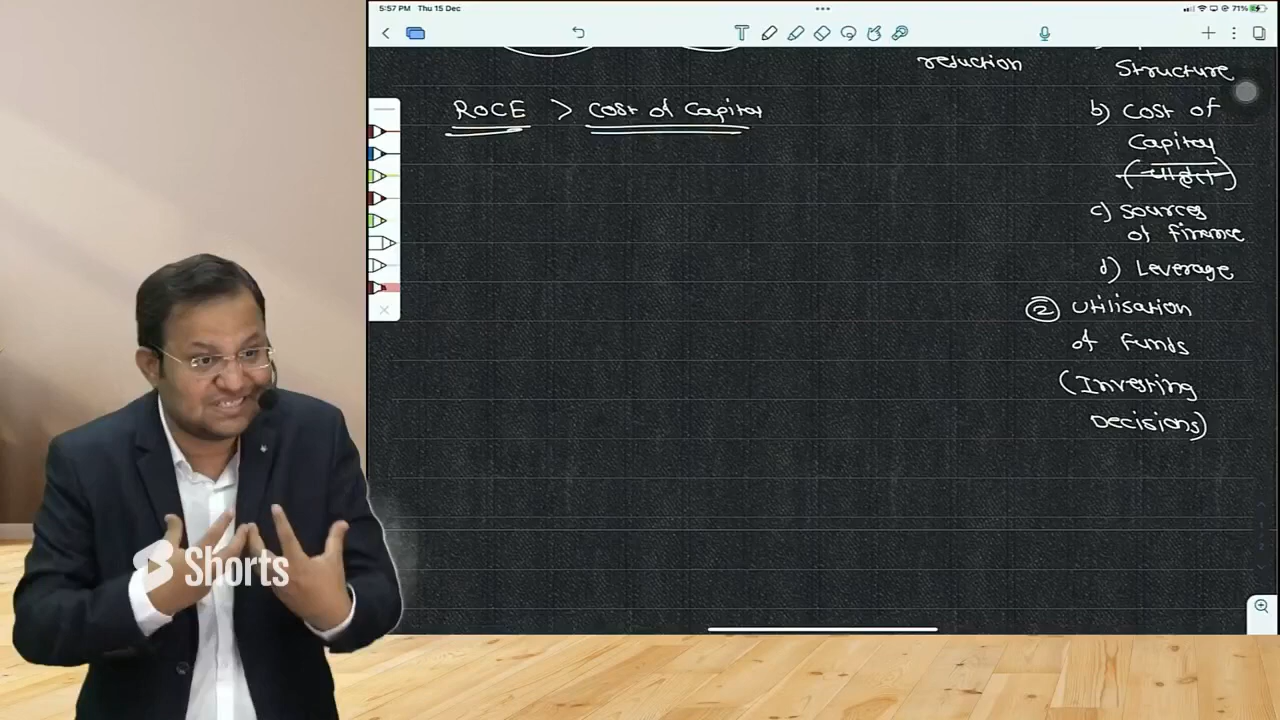 5:57 PM Thu 15 Dec
71%
T
reduction
Structure
ROCE > Cost of Capital
b) Cost of
Capital
c) Sources
of finance
d) Leverage
② Utilisation
of Funds
(Investing
Decisions)
Shorts